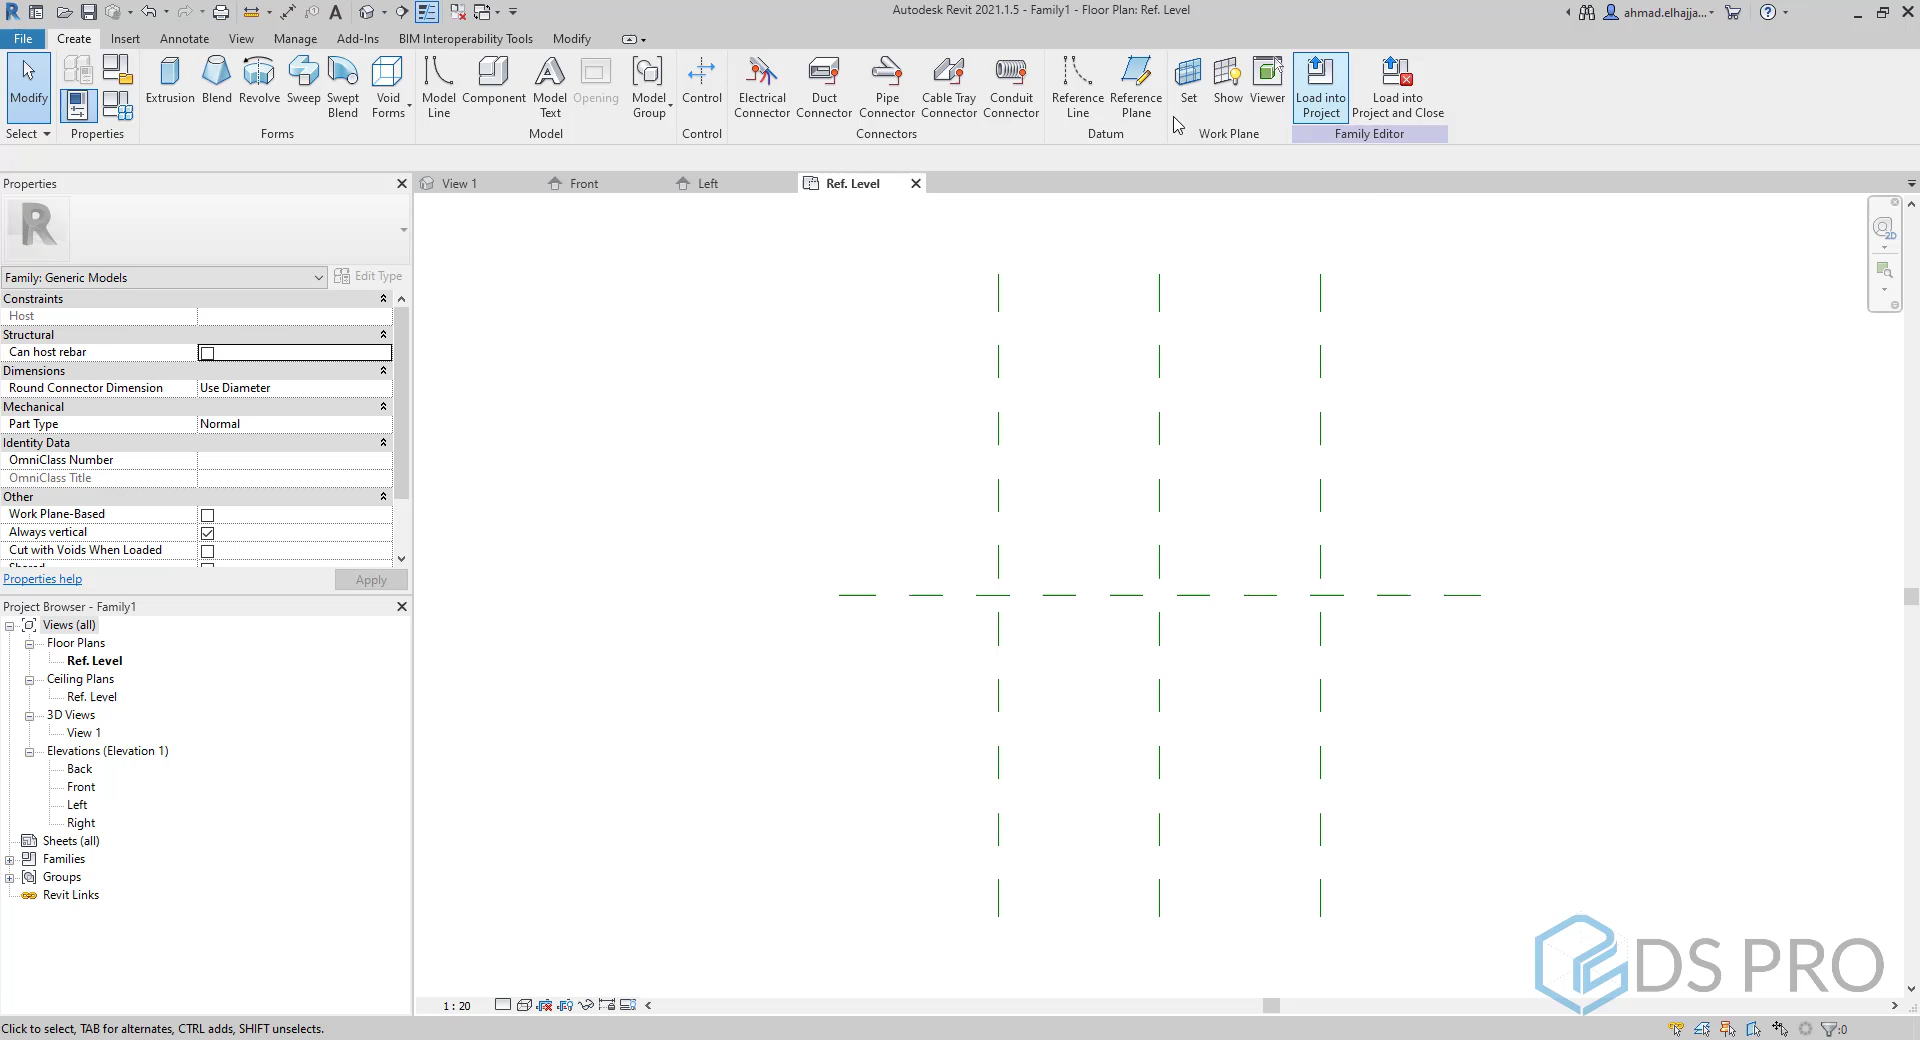 Autodesk Revit 2021.1.5 - Family1 - Floor Plan: Ref. Level
ahmad.elhajja...
File Create Insert Annotate View Manage Add-Ins BIM Interoperability Tools Modify
Modify
Extrusion Blend Revolve Sweep Swept Blend Void Forms
Model Line Component Model Text Opening Model Group
Control
Electrical Connector Duct Connector Pipe Connector Cable Tray Connector Conduit Connector
Reference Line Reference Plane
Set Show Viewer
Load into Project Load into Project and Close
Select Properties Forms Model Control Connectors Datum Work Plane Family Editor
Properties
View 1 Front Left Ref. Level
Family: Generic Models Edit Type
Constraints
Host
Structural
Can host rebar
Dimensions
Round Connector Dimension Use Diameter
Mechanical
Part Type Normal
Identity Data
OmniClass Number
OmniClass Title
Other
Work Plane-Based
Always vertical
Cut with Voids When Loaded
Shared
Properties help Apply
Project Browser - Family1
Views (all)
Floor Plans
Ref. Level
Ceiling Plans
Ref. Level
3D Views
View 1
Elevations (Elevation 1)
Back
Front
Left
Right
Sheets (all)
Families
Groups
Revit Links
DS PRO
1 : 20
Click to select, TAB for alternates, CTRL adds, SHIFT unselects.
:0